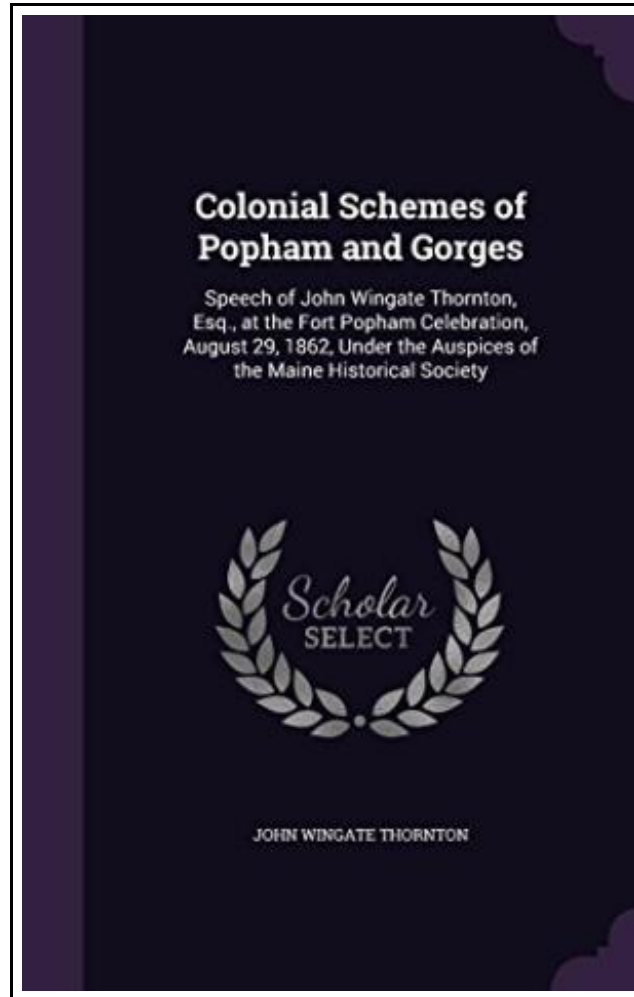 Colonial Schemes of
Popham and Gorges
Speech of John Wingate Thornton,
Esq., at the Fort Popham Celebration,
August 29, 1862, Under the Auspices of
the Maine Historical Society
Scholar
SELECT
JOHN WINGATE THORNTON